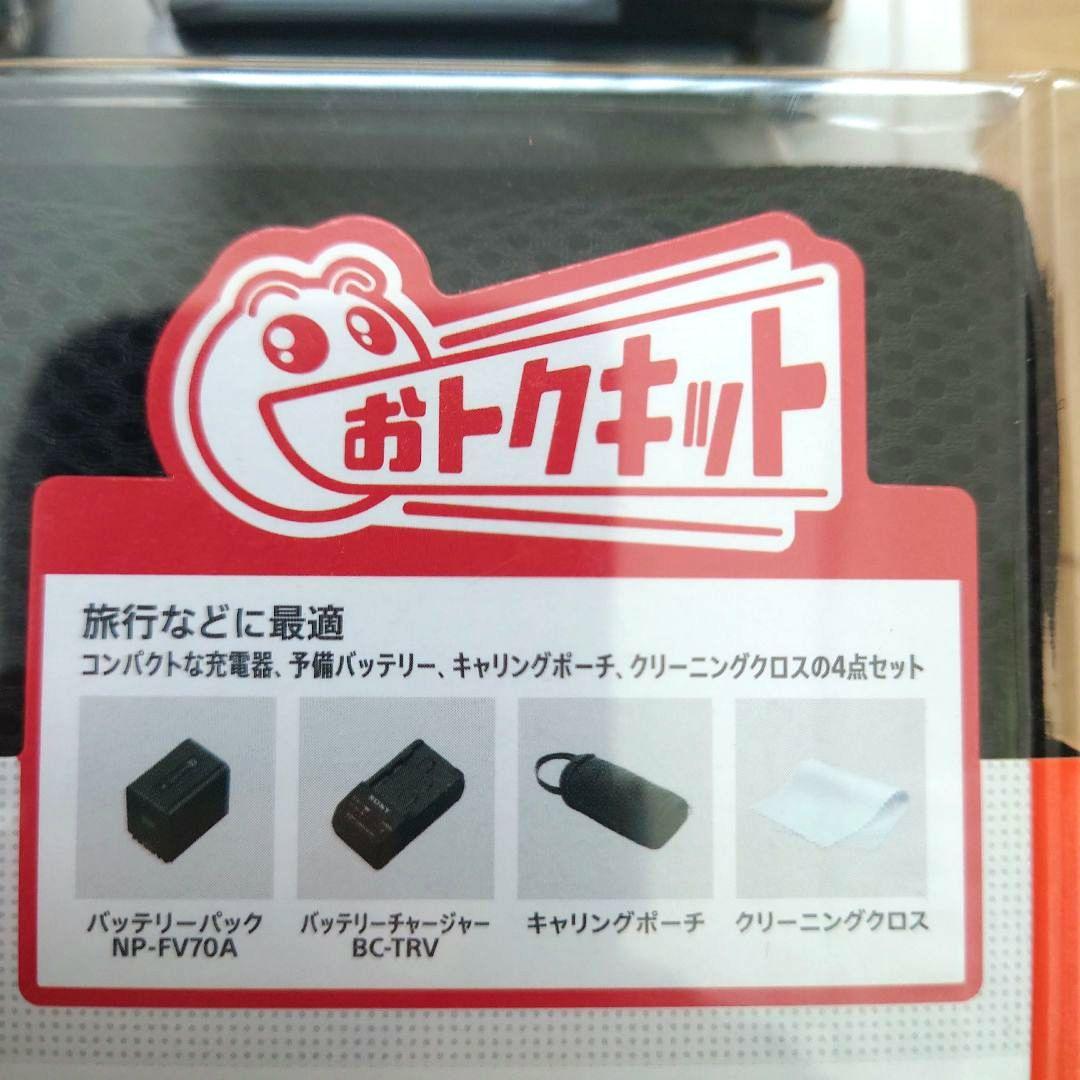 おトクキット
旅行などに最適
コンパクトな充電器、予備バッテリー、キャリングポーチ、クリーニングクロスの4点セット
SONY
バッテリーパック
NP-FV70A
バッテリーチャージャー
BC-TRV
キャリングポーチ
クリーニングクロス